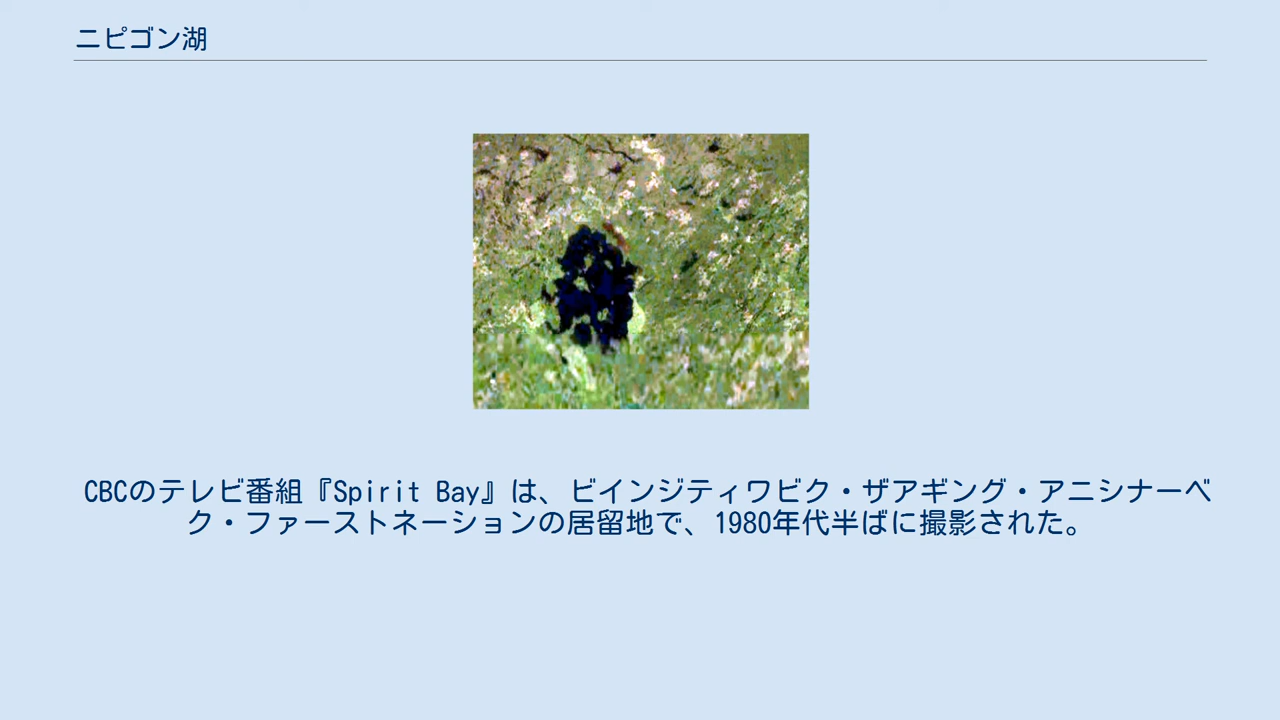 ニピゴン湖
CBCのテレビ番組『Spirit Bay』は、ビインジティワビク・ザアギング・アニシナーベ
ク・ファーストネーションの居留地で、1980年代半ばに撮影された。